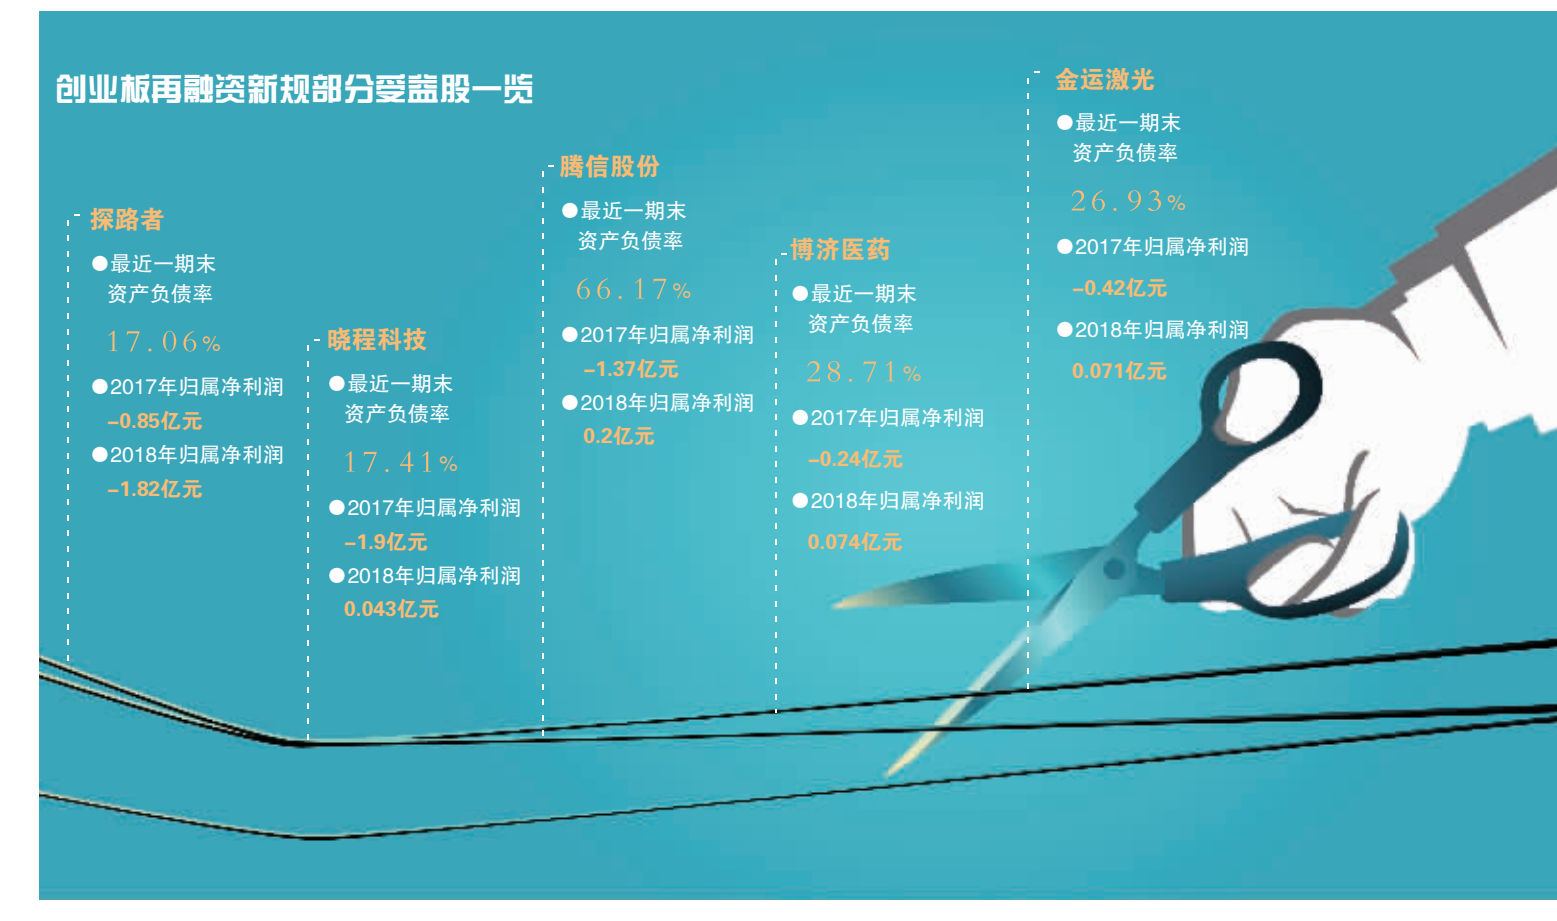 创业板再融资新规部分受益股一览
探路者
●最近一期末
资产负债率
17.06%
●2017年归属净利润
-0.85亿元
●2018年归属净利润
-1.82亿元
晓程科技
●最近一期末
资产负债率
17.41%
●2017年归属净利润
-1.9亿元
●2018年归属净利润
0.043亿元
腾信股份
●最近一期末
资产负债率
66.17%
●2017年归属净利润
-1.37亿元
●2018年归属净利润
0.2亿元
博济医药
●最近一期末
资产负债率
28.71%
●2017年归属净利润
-0.24亿元
●2018年归属净利润
0.074亿元
金运激光
●最近一期末
资产负债率
26.93%
●2017年归属净利润
-0.42亿元
●2018年归属净利润
0.071亿元